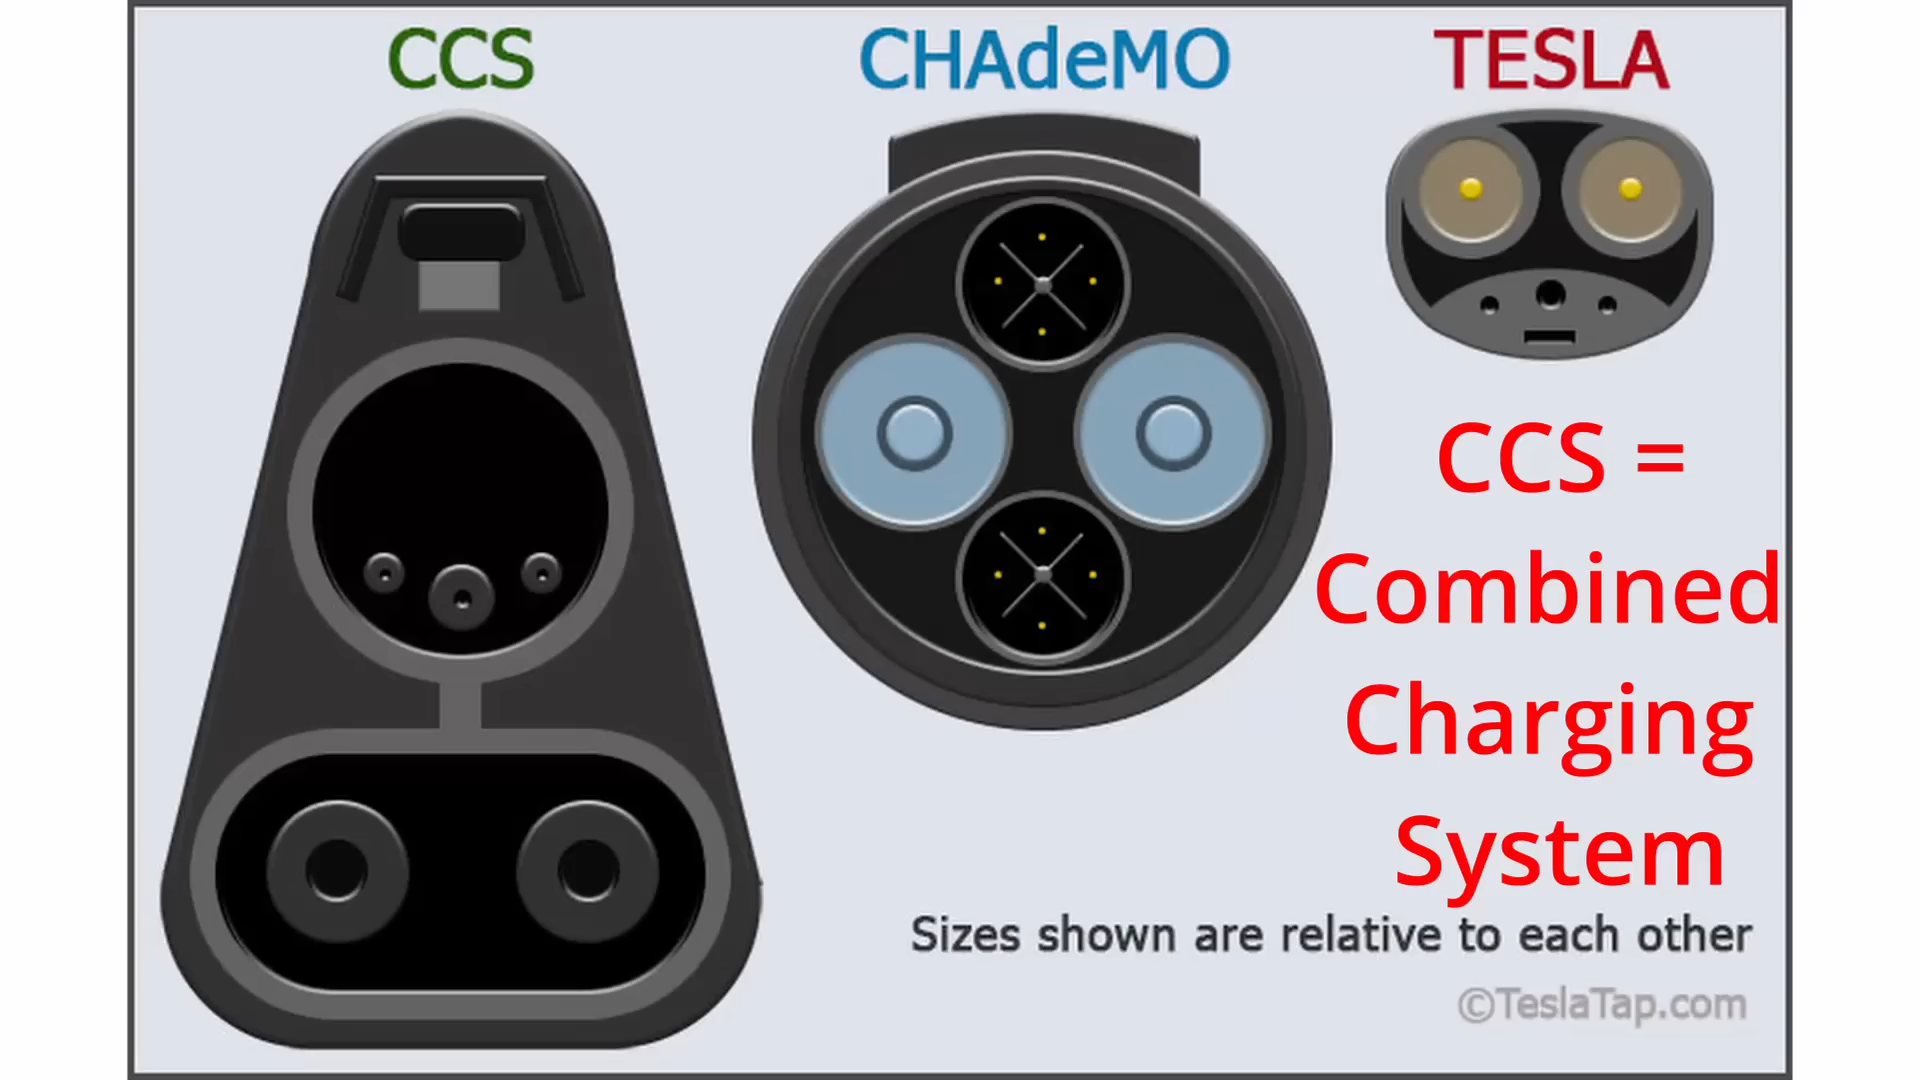 CCS
CHAdeMO
TESLA
CCS =
Combined
Charging
System
Sizes shown are relative to each other
©TeslaTap.com